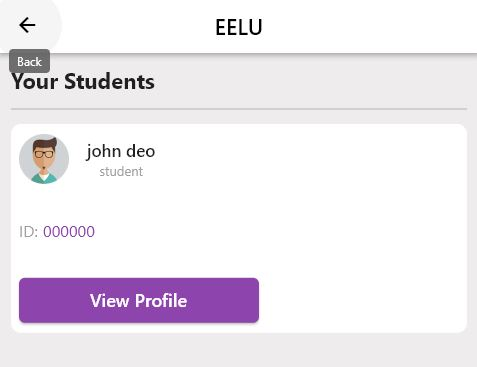 EELU
Back
Your Students
john deo
student
ID: 000000
View Profile